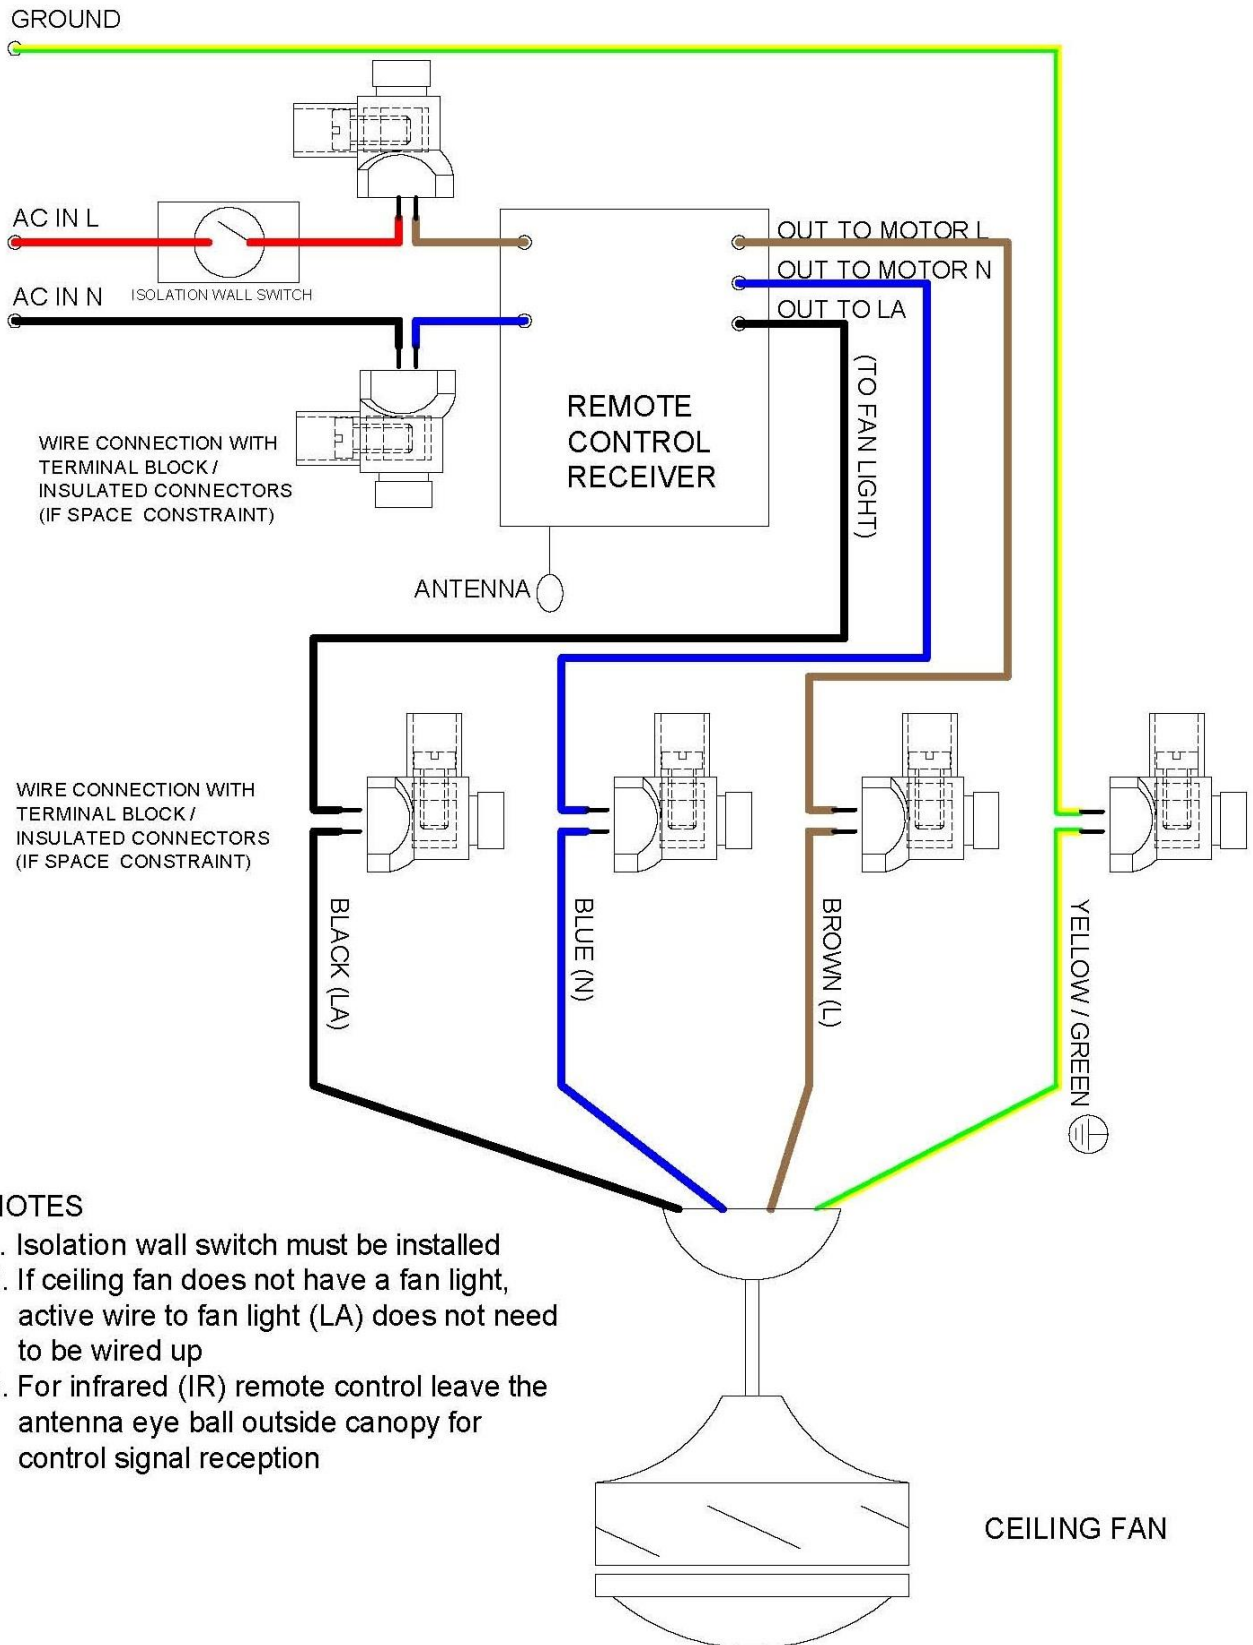 GROUND
AC IN L
ISOLATION WALL SWITCH
AC IN N
OUT TO MOTOR L
OUT TO MOTOR N
OUT TO LA
(TO FAN LIGHT)
REMOTE
CONTROL
RECEIVER
WIRE CONNECTION WITH
TERMINAL BLOCK /
INSULATED CONNECTORS
(IF SPACE CONSTRAINT)
ANTENNA
WIRE CONNECTION WITH
TERMINAL BLOCK /
INSULATED CONNECTORS
(IF SPACE CONSTRAINT)
BLACK (LA)
BLUE (N)
BROWN (L)
YELLOW / GREEN
NOTES
. Isolation wall switch must be installed
. If ceiling fan does not have a fan light,
active wire to fan light (LA) does not need
to be wired up
. For infrared (IR) remote control leave the
antenna eye ball outside canopy for
control signal reception
CEILING FAN